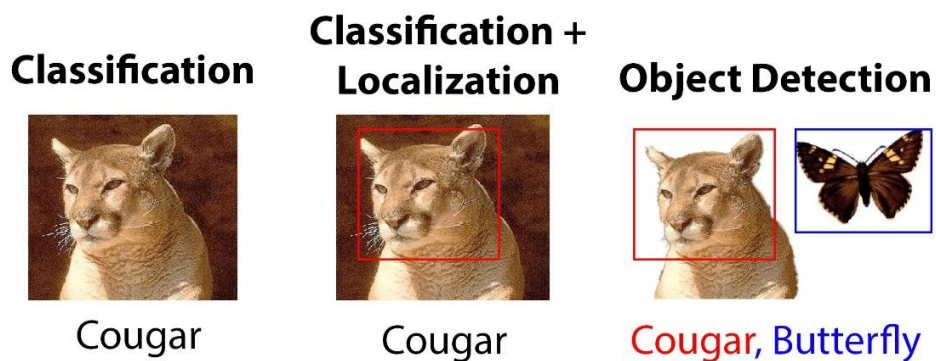 Classification
Cougar
Classification +
Localization
Cougar
Object Detection
Cougar, Butterfly